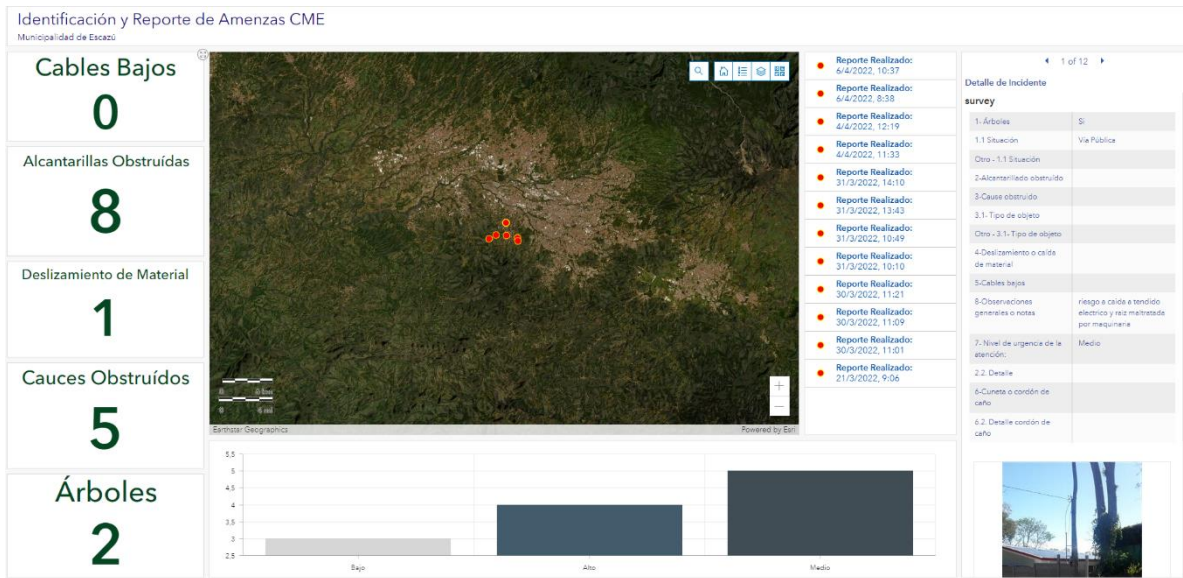 Identificación y Reporte de Amenzas CME
Municipalidad de Escazú
Cables Bajos
0
Alcantarillas Obstruídas
8
Deslizamiento de Material
1
Cauces Obstruídos
5
Árboles
2
Earthstar Geographics
Powered by Esri
Reporte Realizado:
6/4/2022, 10:37
Reporte Realizado:
6/4/2022, 8:38
Reporte Realizado:
4/4/2022, 12:19
Reporte Realizado:
4/4/2022, 11:33
Reporte Realizado:
31/3/2022, 14:10
Reporte Realizado:
31/3/2022, 13:43
Reporte Realizado:
31/3/2022, 10:49
Reporte Realizado:
31/3/2022, 10:10
Reporte Realizado:
30/3/2022, 11:21
Reporte Realizado:
30/3/2022, 11:09
Reporte Realizado:
30/3/2022, 11:01
Reporte Realizado:
21/3/2022, 9:06
5,5
5
4,5
4
3,5
3
2,5
Bajo
Alto
Medio
1 of 12
Detalle de Incidente
survey
1- Árboles
Si
1.1 Situación
Vía Pública
Otro - 1.1 Situación
2-Alcantarillado obstruído
3-Cause obstruido
3.1- Tipo de objeto
Otro - 3.1- Tipo de objeto
4-Deslizamiento o caída
de material
5-Cables bajos
8-Observaciones
generales o notas
riesgo a caida a tendido
electrico y raiz maltratada
por maquinaria
7- Nivel de urgencia de la
atención:
Medio
2.2. Detalle
6-Cuneta o cordón de
caño
6.2. Detalle cordón de
caño